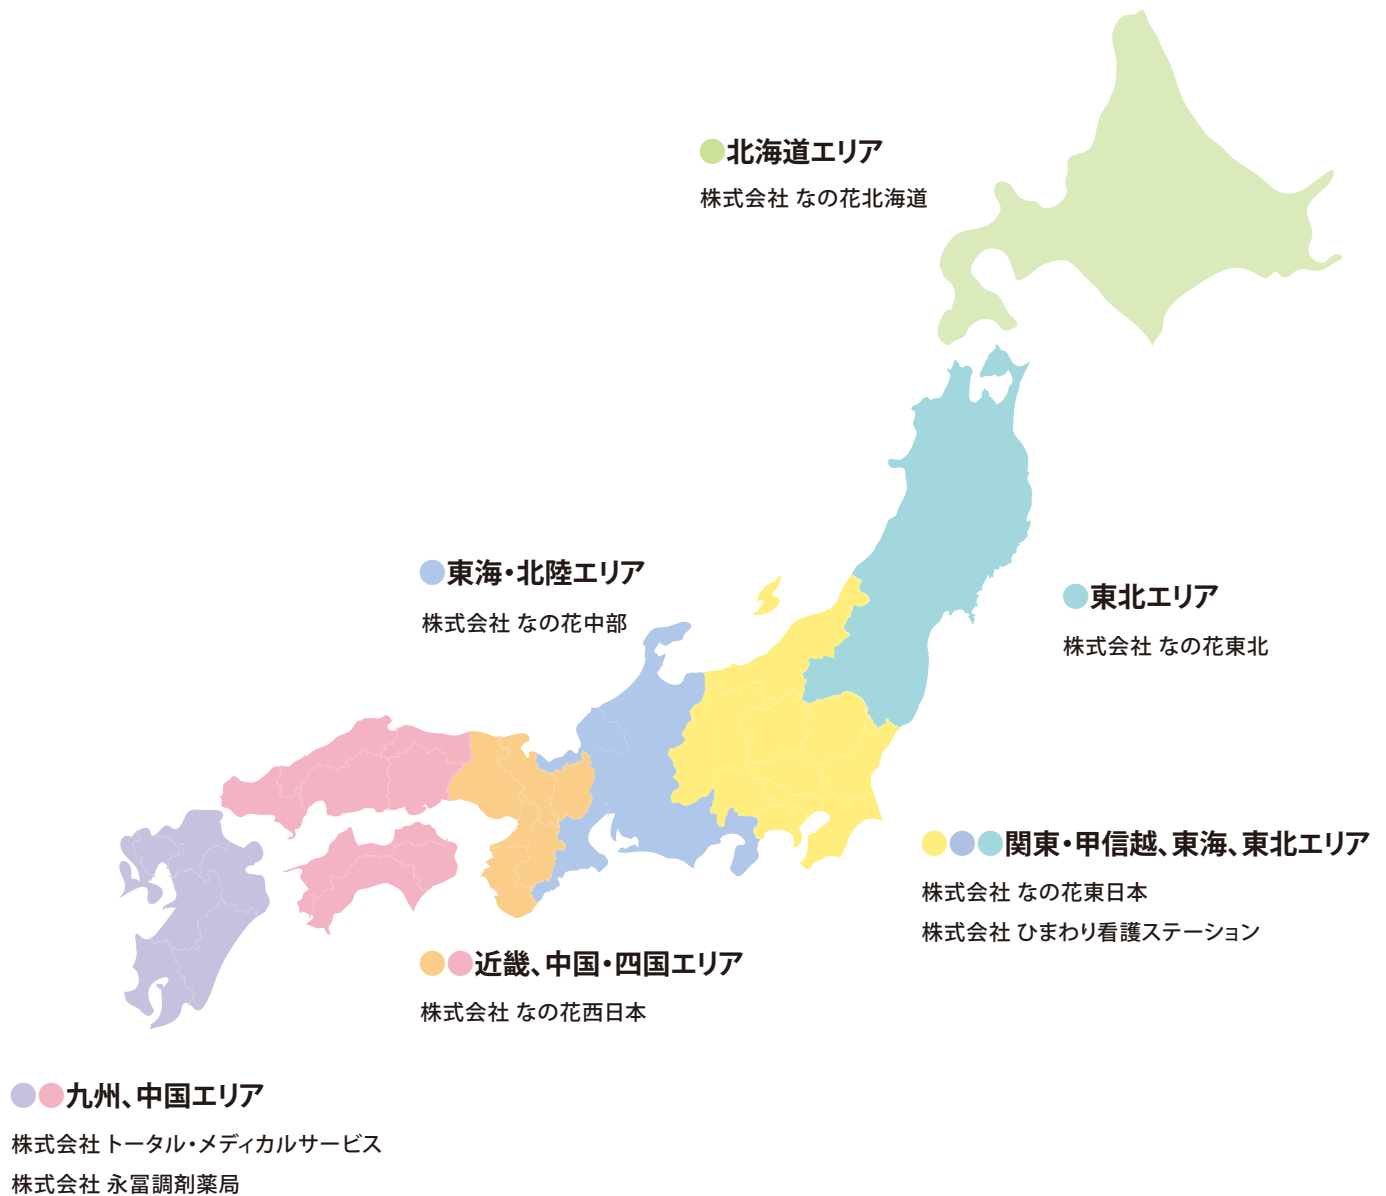 北海道エリア
株式会社 なの花北海道
東海・北陸エリア
株式会社 なの花中部
東北エリア
株式会社 なの花東北
関東・甲信越、東海、東北エリア
株式会社 なの花東日本
株式会社 ひまわり看護ステーション
近畿、中国・四国エリア
株式会社 なの花西日本
九州、中国エリア
株式会社 トータル・メディカルサービス
株式会社 永冨調剤薬局